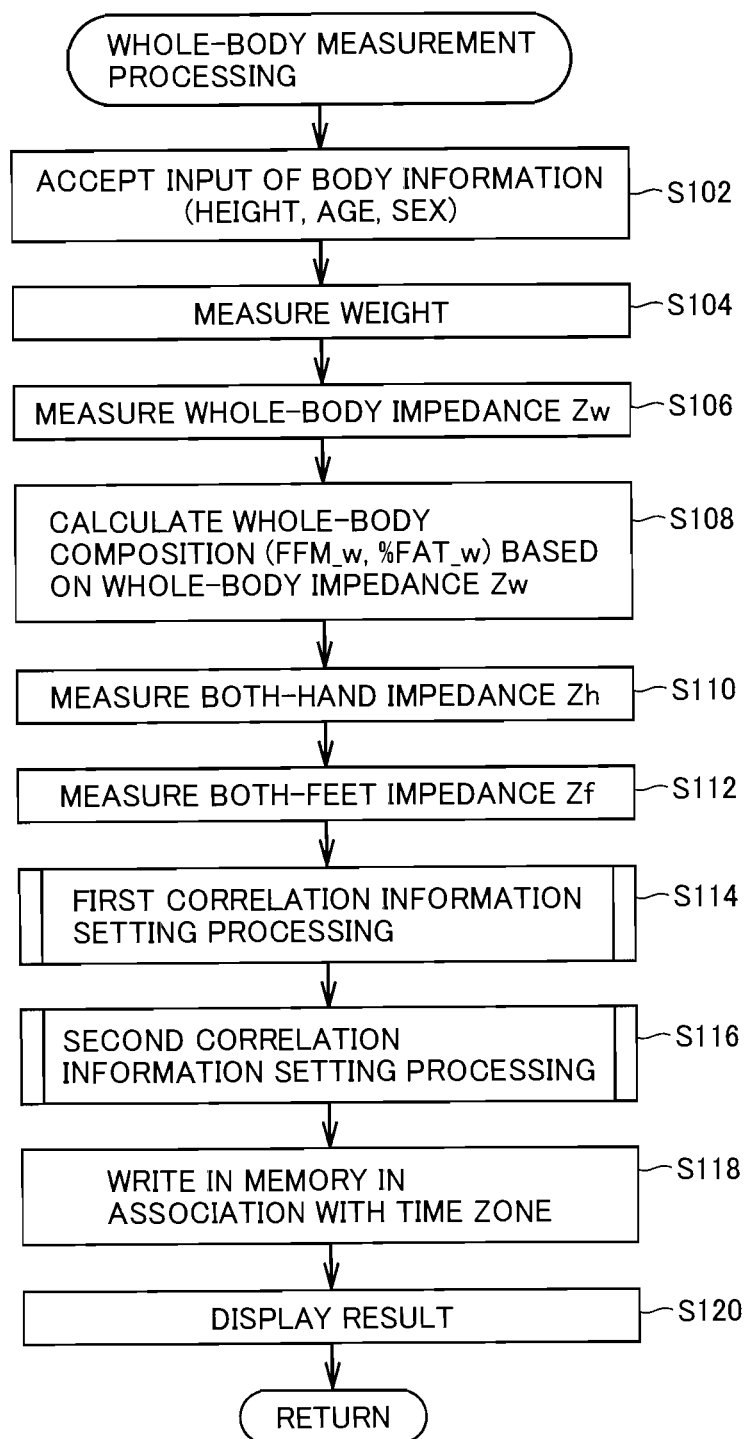 WHOLE-BODY MEASUREMENT
PROCESSING
ACCEPT INPUT OF BODY INFORMATION
(HEIGHT, AGE, SEX)
S102
MEASURE WEIGHT
S104
MEASURE WHOLE-BODY IMPEDANCE Zw
S106
CALCULATE WHOLE-BODY
COMPOSITION (FFM_w, %FAT_w) BASED
ON WHOLE-BODY IMPEDANCE Zw
S108
MEASURE BOTH-HAND IMPEDANCE Zh
S110
MEASURE BOTH-FEET IMPEDANCE Zf
S112
FIRST CORRELATION INFORMATION
SETTING PROCESSING
S114
SECOND CORRELATION
INFORMATION SETTING PROCESSING
S116
WRITE IN MEMORY IN
ASSOCIATION WITH TIME ZONE
S118
DISPLAY RESULT
S120
RETURN